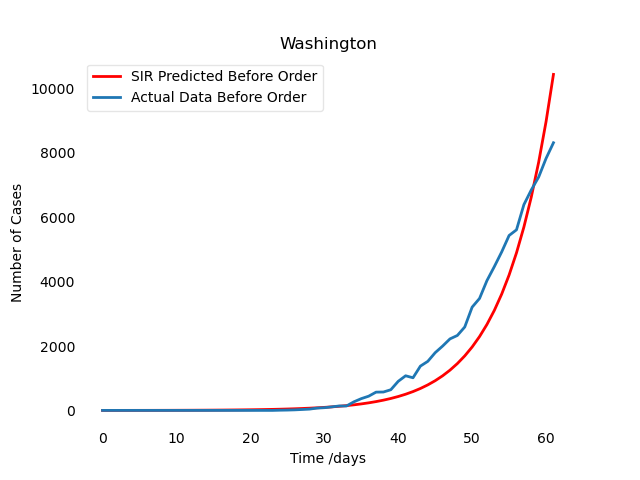 Washington
SIR Predicted Before Order
Actual Data Before Order
10000
8000
6000
4000
2000
0
Number of Cases
0 10 20 30 40 50 60
Time /days